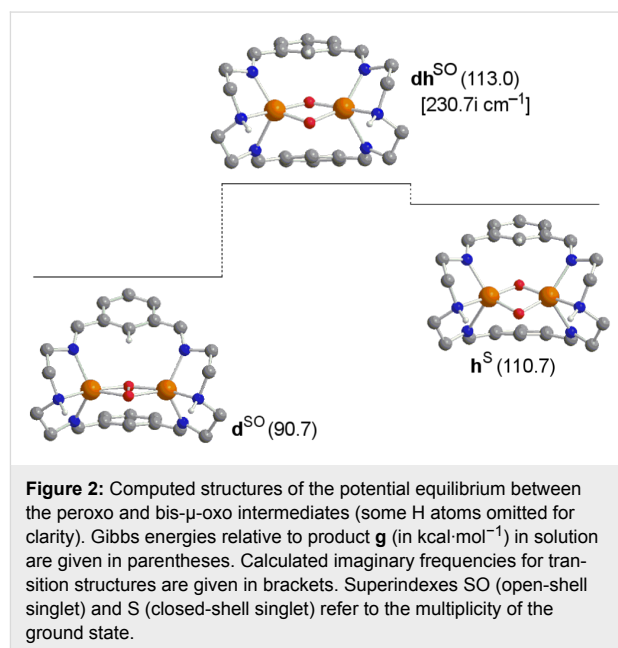 dh^SO (113.0)
[230.7i cm⁻¹]
h^S (110.7)
d^SO (90.7)
Figure 2: Computed structures of the potential equilibrium between
the peroxo and bis-μ-oxo intermediates (some H atoms omitted for
clarity). Gibbs energies relative to product g (in kcal·mol⁻¹) in solution
are given in parentheses. Calculated imaginary frequencies for tran-
sition structures are given in brackets. Superindexes SO (open-shell
singlet) and S (closed-shell singlet) refer to the multiplicity of the
ground state.